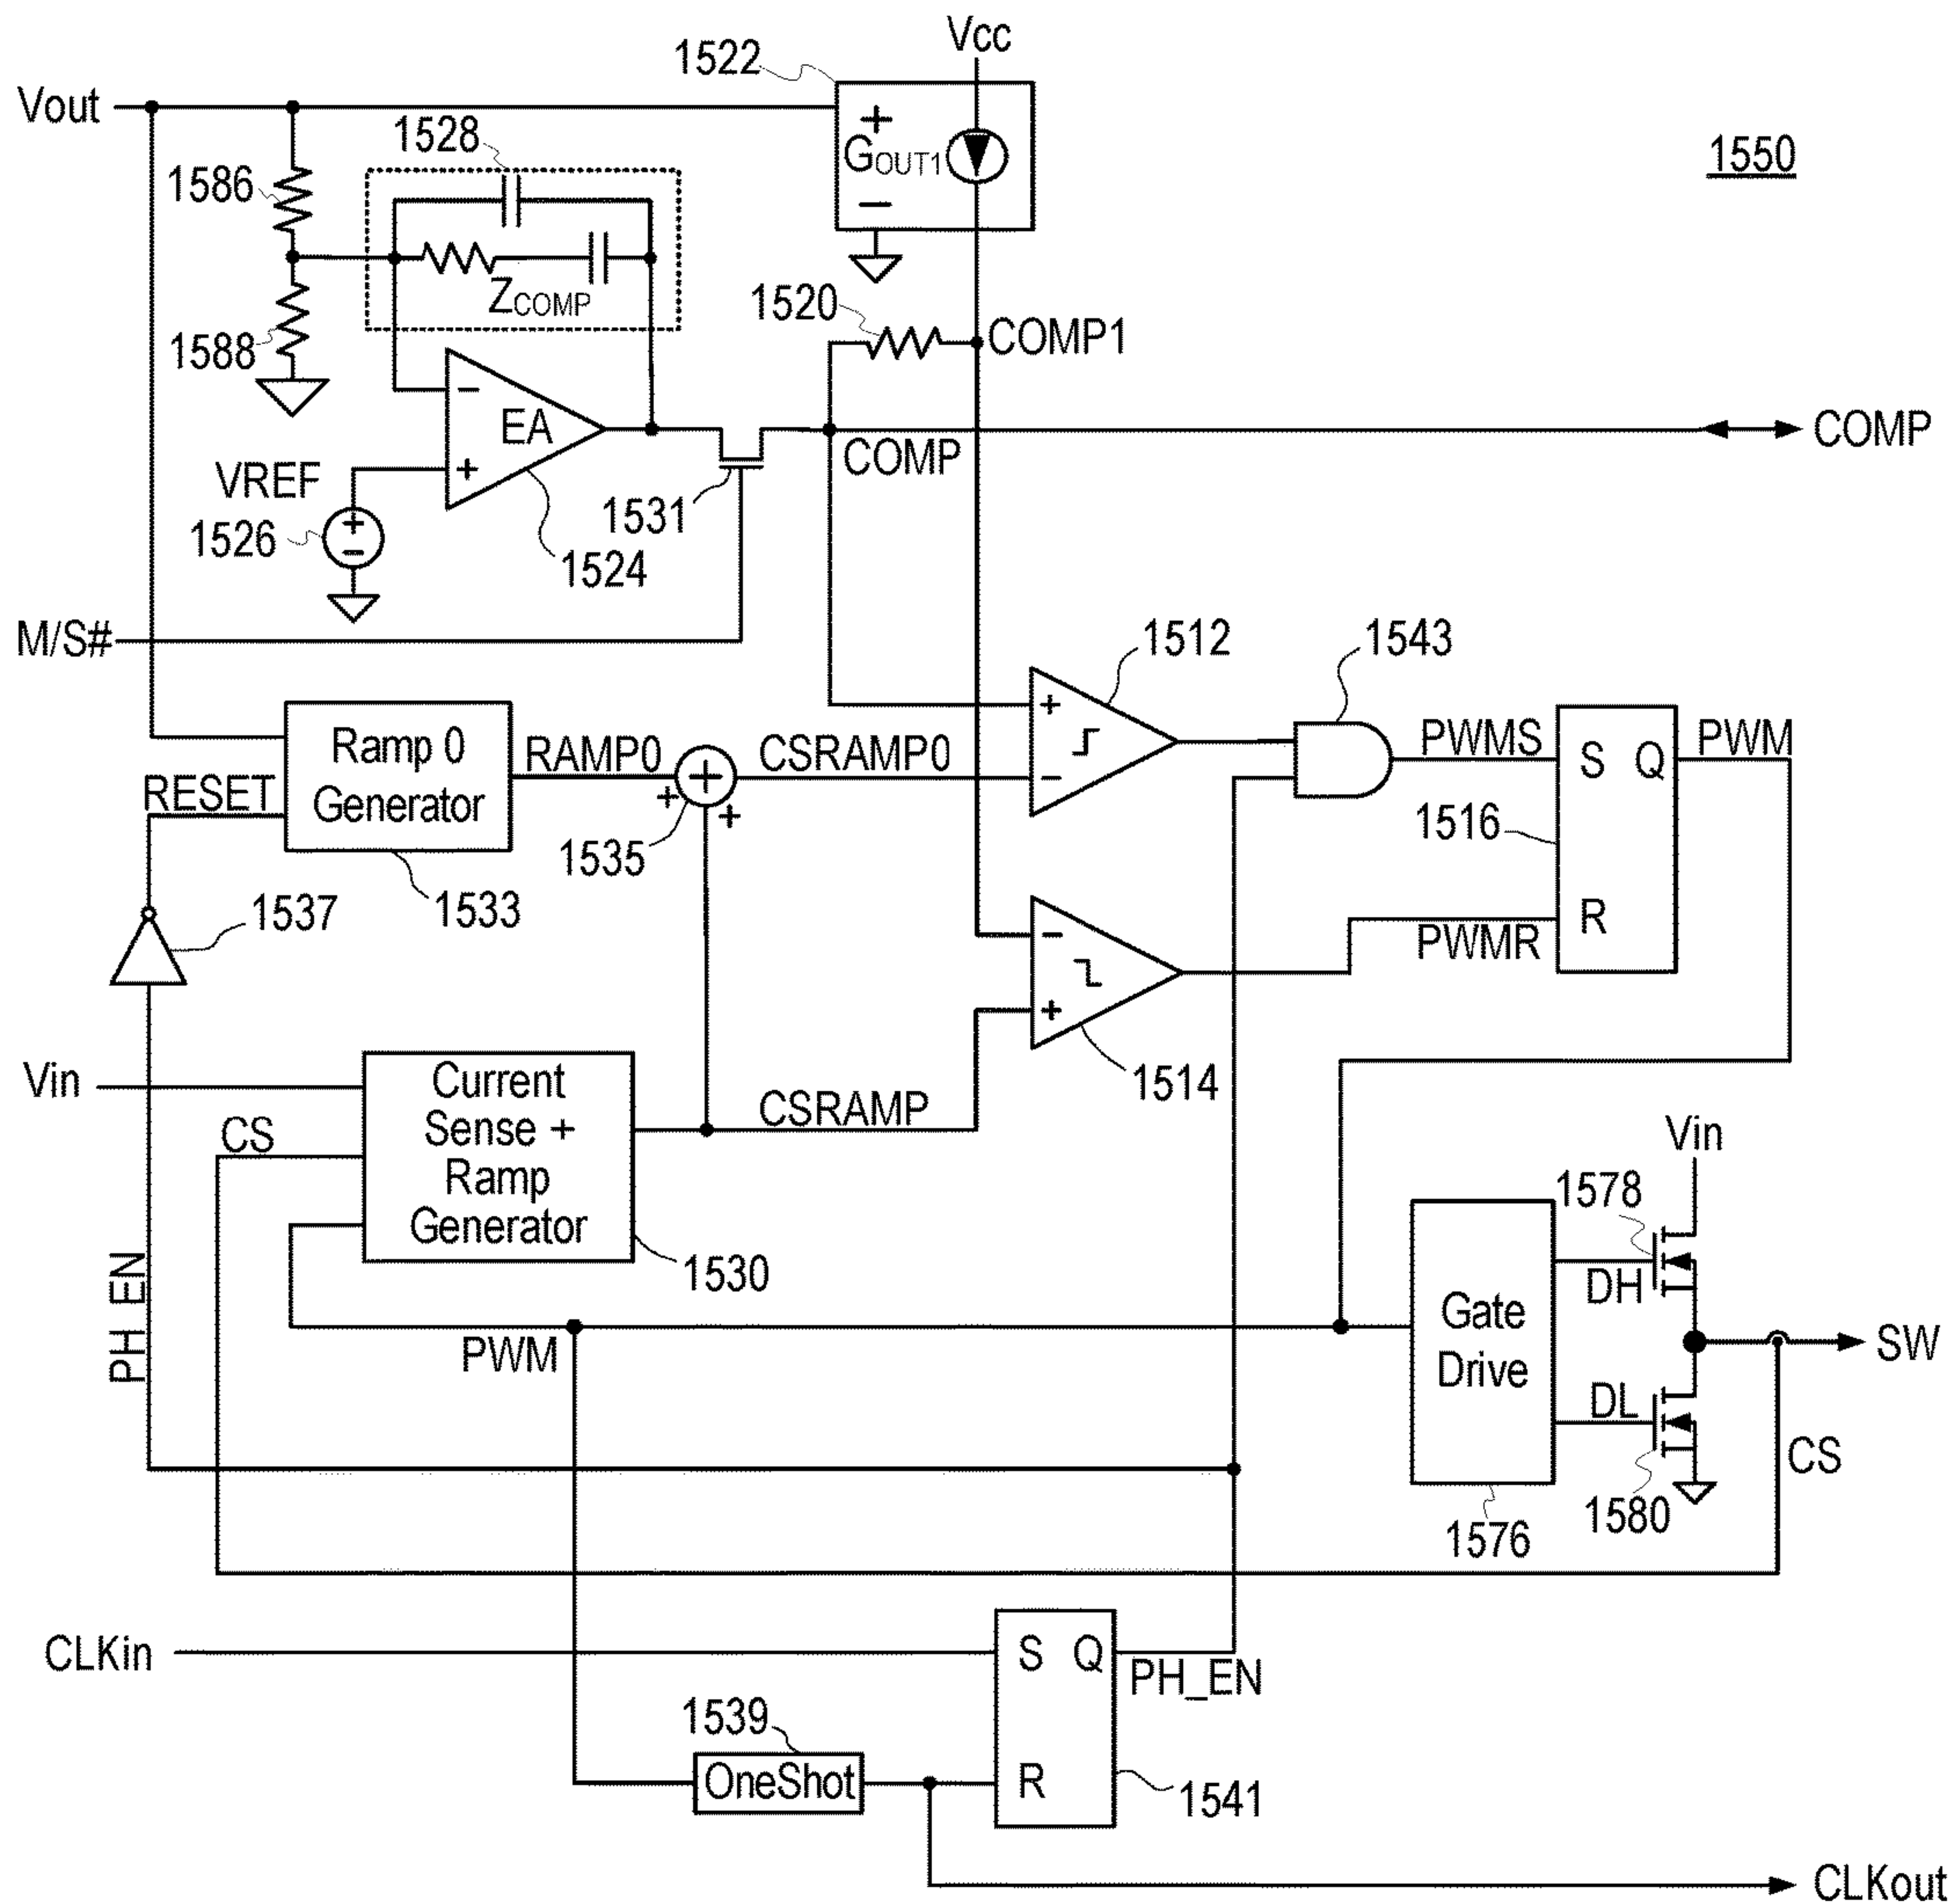 Vcc
1522
Vout
1528
+
GOUT1
−
1550
1586
ZCOMP
1588
1520
COMP1
−
EA
+
COMP
COMP
VREF
1531
1526
+
−
1524
M/S#
1512
1543
Ramp 0
Generator
RAMP0
+
+
+
CSRAMP0
+
−
PWMS
S
Q
PWM
RESET
1535
1516
1533
1537
R
PWMR
−
+
1514
Vin
Current
Sense +
Ramp
Generator
CS
CSRAMP
Vin
1578
1530
DH
Gate
Drive
SW
PH_EN
PWM
DL
CS
1580
1576
CLKin
S
Q
PH_EN
1539
OneShot
R
1541
CLKout